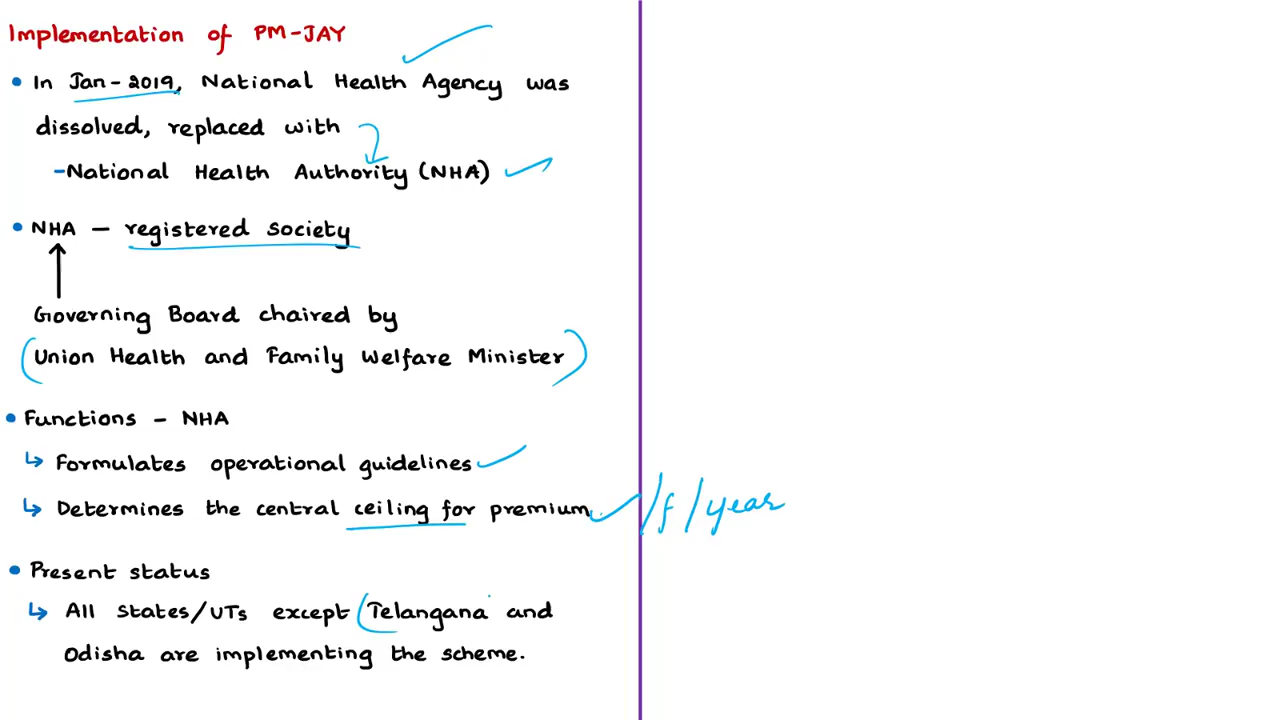 Implementation of PM-JAY
• In Jan-2019, National Health Agency was
dissolved, replaced with
-National Health Authority (NHA)
• NHA — registered society
Governing Board chaired by
(Union Health and Family Welfare Minister)
• Functions - NHA
↳ Formulates operational guidelines
↳ Determines the central ceiling for premium /f/year
• Present status
↳ All States/UTs except (Telangana and
Odisha are implementing the scheme.